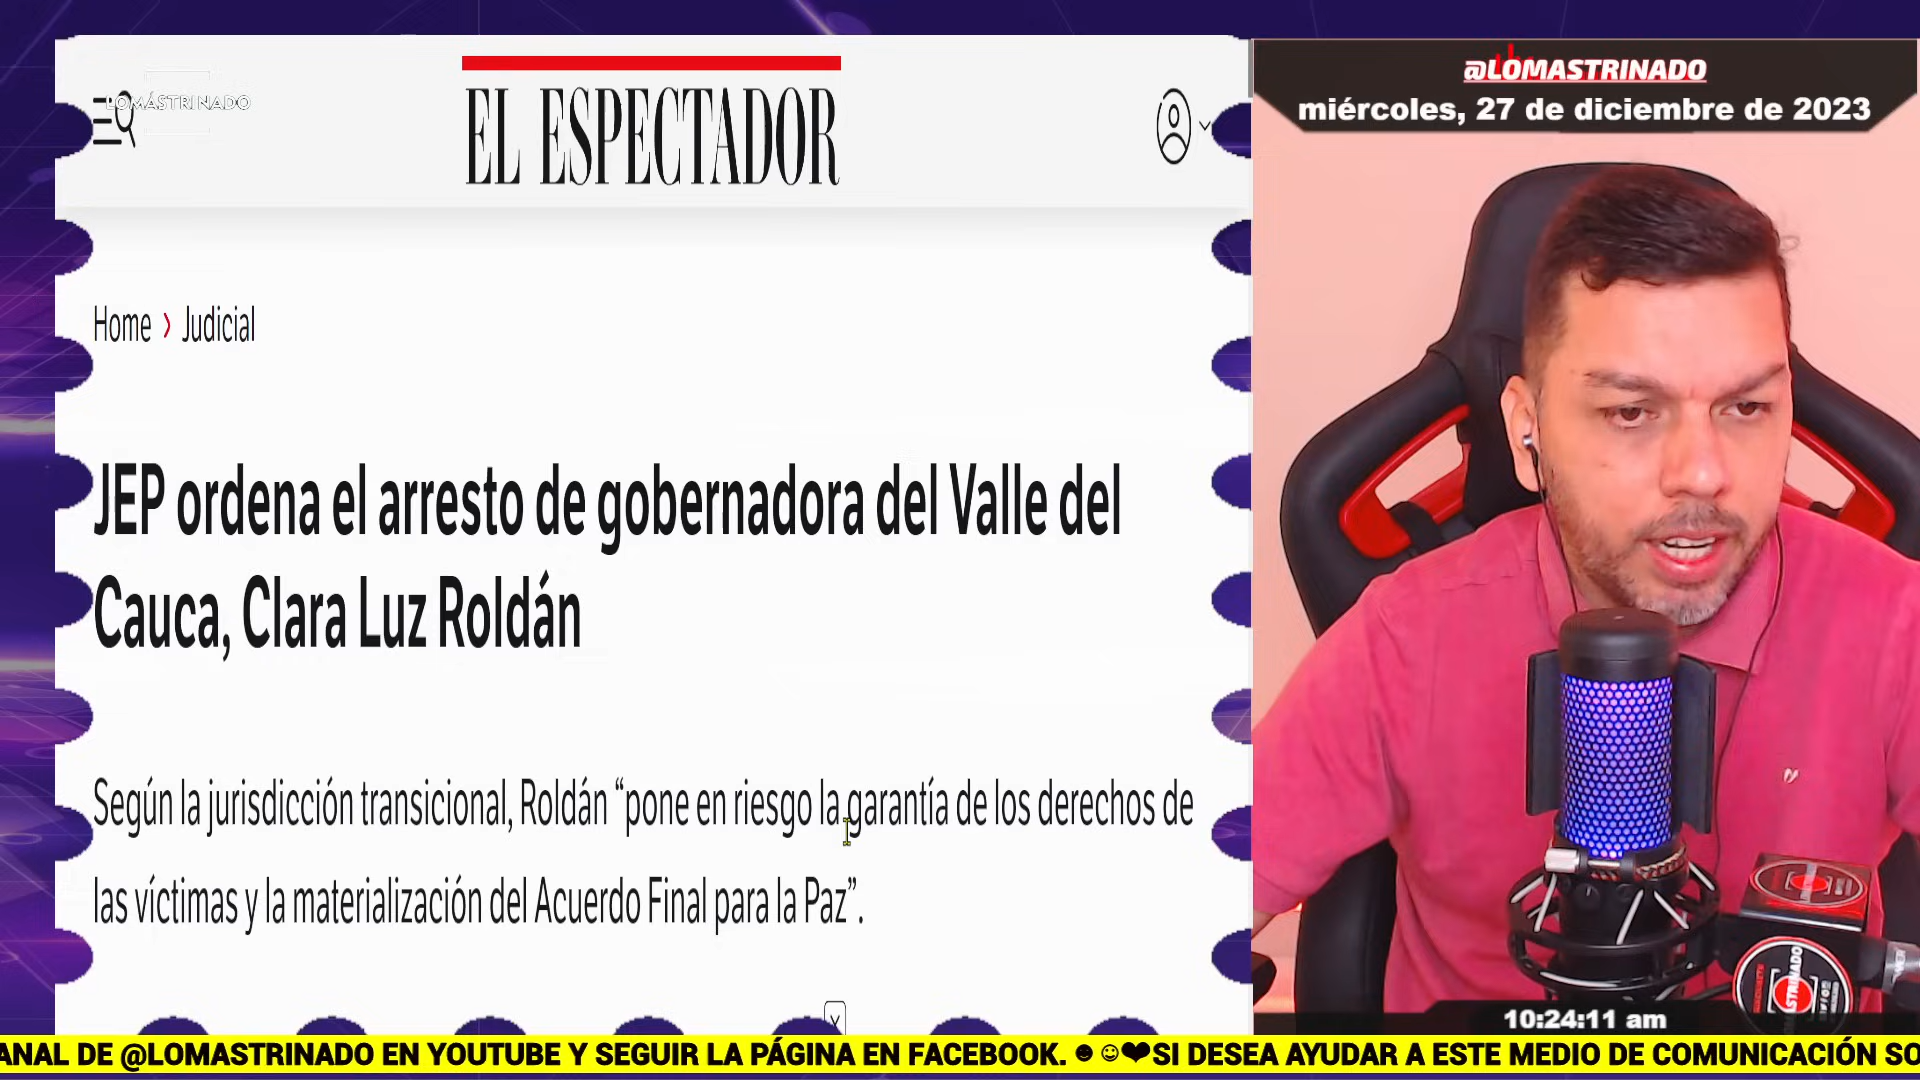 LOMÁSTRINADO
EL ESPECTADOR
Home › Judicial
JEP ordena el arresto de gobernadora del Valle del
Cauca, Clara Luz Roldán
Según la jurisdicción transicional, Roldán “pone en riesgo la garantía de los derechos de
las víctimas y la materialización del Acuerdo Final para la Paz”.
@LOMASTRINADO
miércoles, 27 de diciembre de 2023
10:24:11 am
ANAL DE @LOMASTRINADO EN YOUTUBE Y SEGUIR LA PÁGINA EN FACEBOOK. ☻☺❤SI DESEA AYUDAR A ESTE MEDIO DE COMUNICACIÓN SO